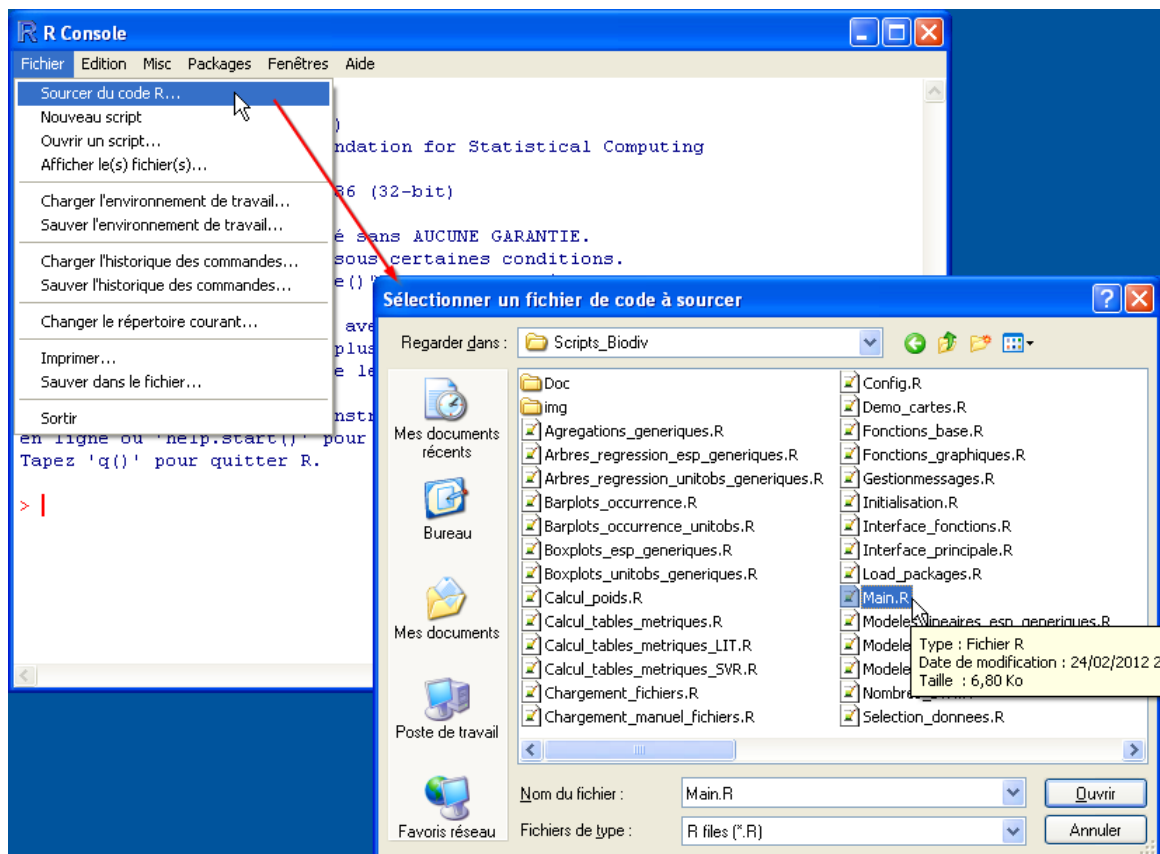 R Console
Fichier Edition Misc Packages Fenêtres Aide
Sourcer du code R...
Nouveau script
Ouvrir un script...
Afficher le(s) fichier(s)...
Charger l'environnement de travail...
Sauver l'environnement de travail...
Charger l'historique des commandes...
Sauver l'historique des commandes...
Changer le répertoire courant...
Imprimer...
Sauver dans le fichier...
Sortir
)
ndation for Statistical Computing
86 (32-bit)
é sans AUCUNE GARANTIE.
sous certaines conditions.
e()"
ave
plus
e le
nstr
en ligne ou 'help.start()' pour
Tapez 'q()' pour quitter R.
>
Sélectionner un fichier de code à sourcer
Regarder dans : Scripts_Biodiv
Mes documents récents
Bureau
Mes documents
Poste de travail
Favoris réseau
Doc
img
Agregations_generiques.R
Arbres_regression_esp_generiques.R
Arbres_regression_unitobs_generiques.R
Barplots_occurrence.R
Barplots_occurrence_unitobs.R
Boxplots_esp_generiques.R
Boxplots_unitobs_generiques.R
Calcul_poids.R
Calcul_tables_metriques.R
Calcul_tables_metriques_LIT.R
Calcul_tables_metriques_SVR.R
Chargement_fichiers.R
Chargement_manuel_fichiers.R
Config.R
Demo_cartes.R
Fonctions_base.R
Fonctions_graphiques.R
Gestionmessages.R
Initialisation.R
Interface_fonctions.R
Interface_principale.R
Load_packages.R
Main.R
Modeles_lineaires_esp_generiques.R
Modele
Modele
Nombre
Selection_donnees.R
Type : Fichier R
Date de modification : 24/02/2012 2
Taille : 6,80 Ko
Nom du fichier : Main.R
Ouvrir
Fichiers de type : R files (*.R)
Annuler